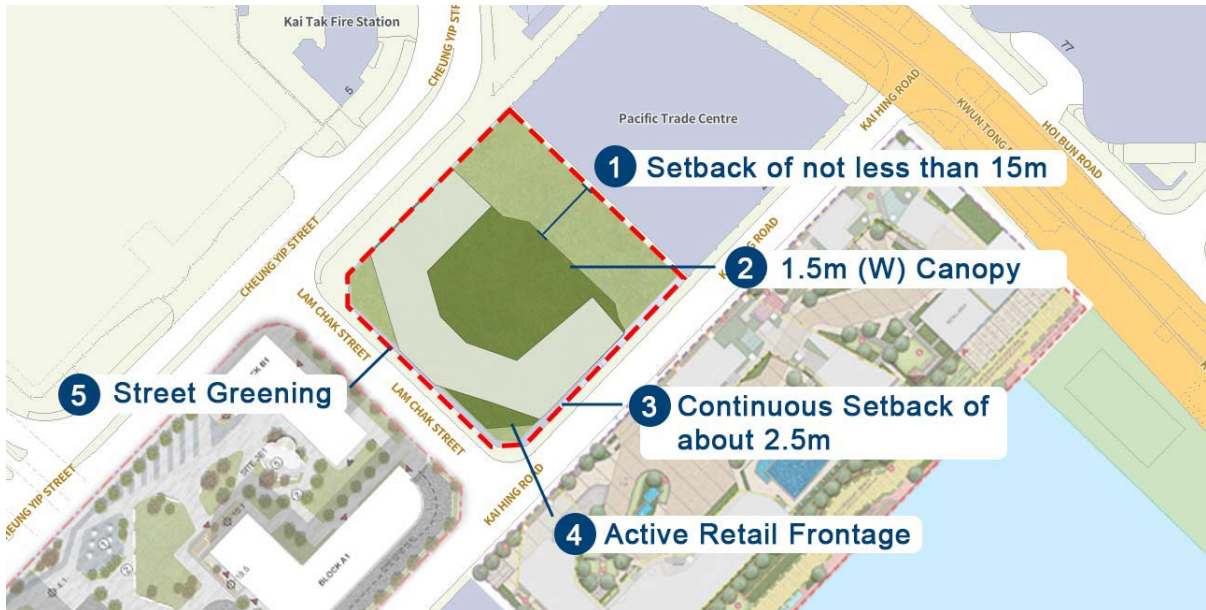 Kai Tak Fire Station
CHEUNG YIP STREET
5
77
KAI HING ROAD
KWUN TONG
HOI BUN ROAD
Pacific Trade Centre
1 Setback of not less than 15m
ROAD
2 1.5m (W) Canopy
CHEUNG YIP STREET
LAM CHAK STREET
5 Street Greening
LAM CHAK STREET
3 Continuous Setback of
about 2.5m
KAI HING ROAD
4 Active Retail Frontage
CHEUNG YIP STREET
BLOCK A1